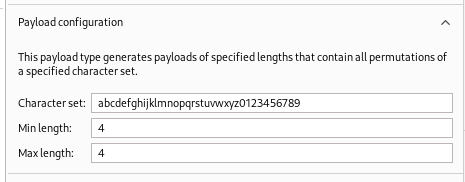 Payload configuration
This payload type generates payloads of specified lengths that contain all permutations of
a specified character set.
Character set: abcdefghijklmnopqrstuvwxyz0123456789
Min length: 4
Max length: 4